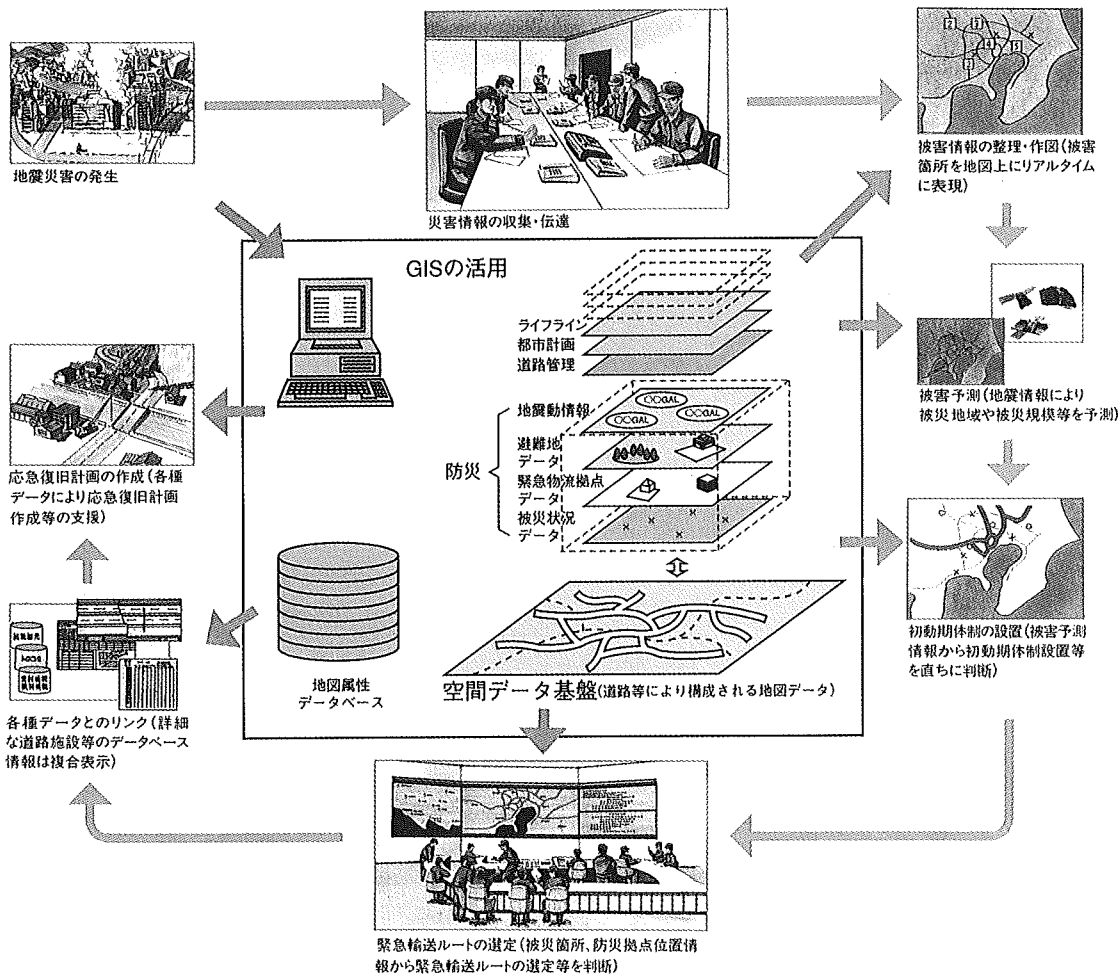 地震災害の発生
災害情報の収集・伝達
被害情報の整理・作図(被害
箇所を地図上にリアルタイム
に表現)
GISの活用
ライフライン
都市計画
道路管理
地震動情報
○○GAL
○○GAL
○○GAL
避難地
データ
防災
緊急物流拠点
データ
被災状況
データ
被害予測(地震情報により
被災地域や被災規模等を予測)
応急復旧計画の作成(各種
データにより応急復旧計画
作成等の支援)
初動期体制の設置(被害予測
情報から初動期体制設置等
を直ちに判断)
地図属性
データベース
空間データ基盤(道路等により構成される地図データ)
各種データとのリンク(詳細
な道路施設等のデータベース
情報は複合表示)
緊急輸送ルートの選定(被災箇所、防災拠点位置情
報から緊急輸送ルートの選定等を判断)